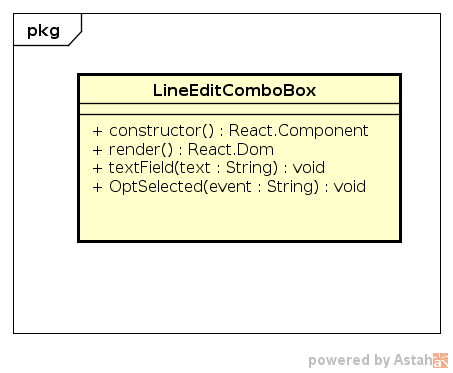 pkg
LineEditComboBox
+ constructor() : React.Component
+ render() : React.Dom
+ textField(text : String) : void
+ OptSelected(event : String) : void
powered by Astah